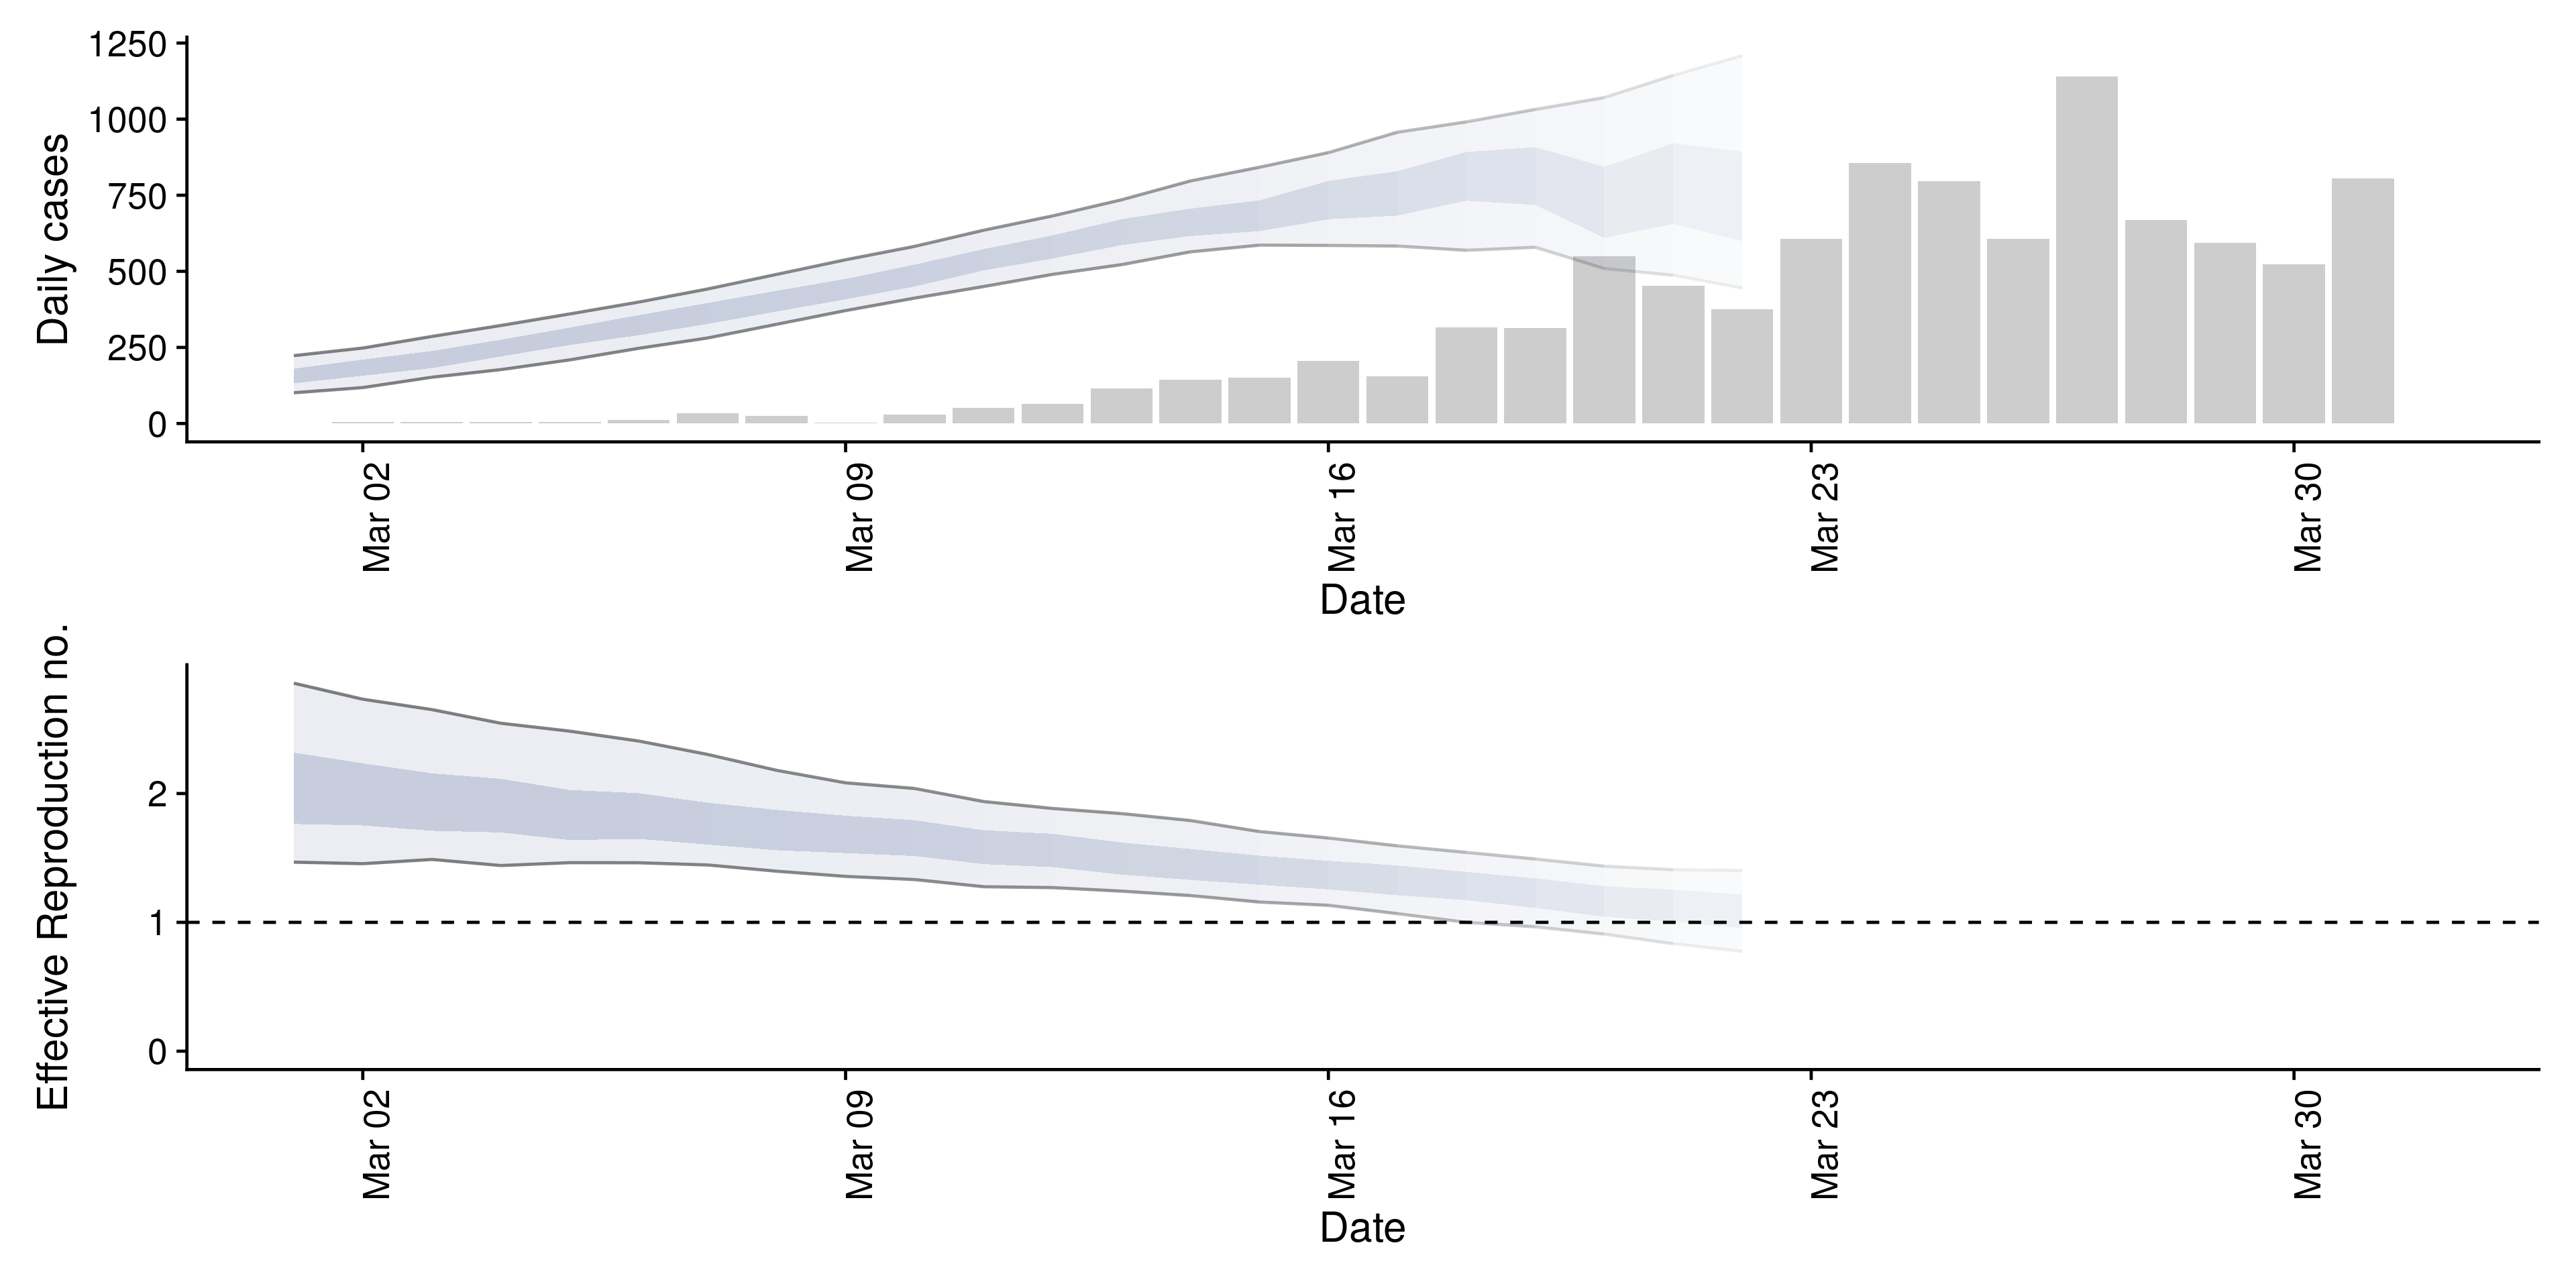 Daily cases
1250
1000
750
500
250
0
Mar 02
Mar 09
Mar 16
Mar 23
Mar 30
Date
Effective Reproduction no.
2
1
0
Mar 02
Mar 09
Mar 16
Mar 23
Mar 30
Date